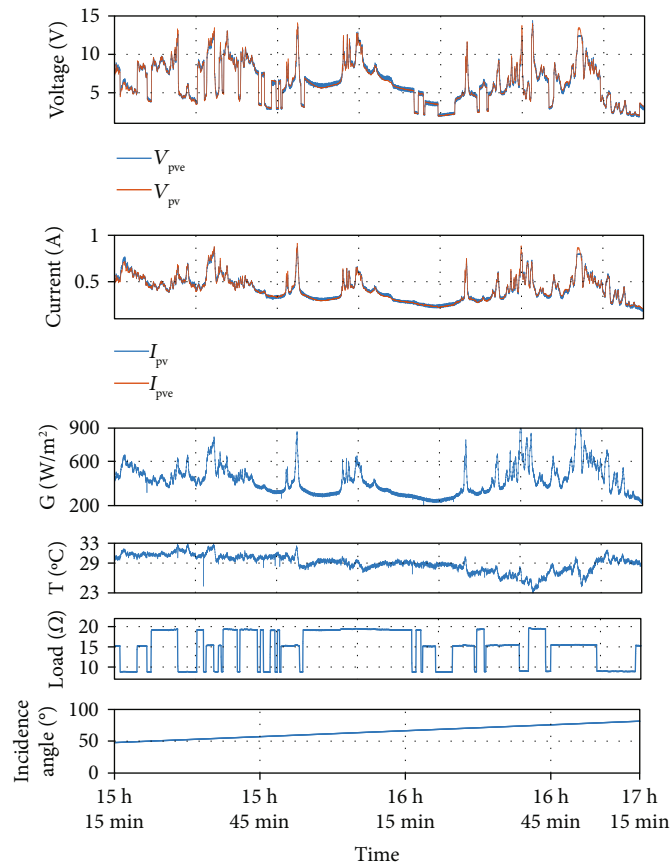 Voltage (V)
15
10
5
V_pve
V_pv
Current (A)
1
0.5
I_pv
I_pve
G (W/m²)
900
600
200
T (°C)
33
29
23
Load (Ω)
20
15
10
Incidence
angle (°)
100
50
0
15 h 15 h 16 h 16 h 17 h
15 min 45 min 15 min 45 min 15 min
Time